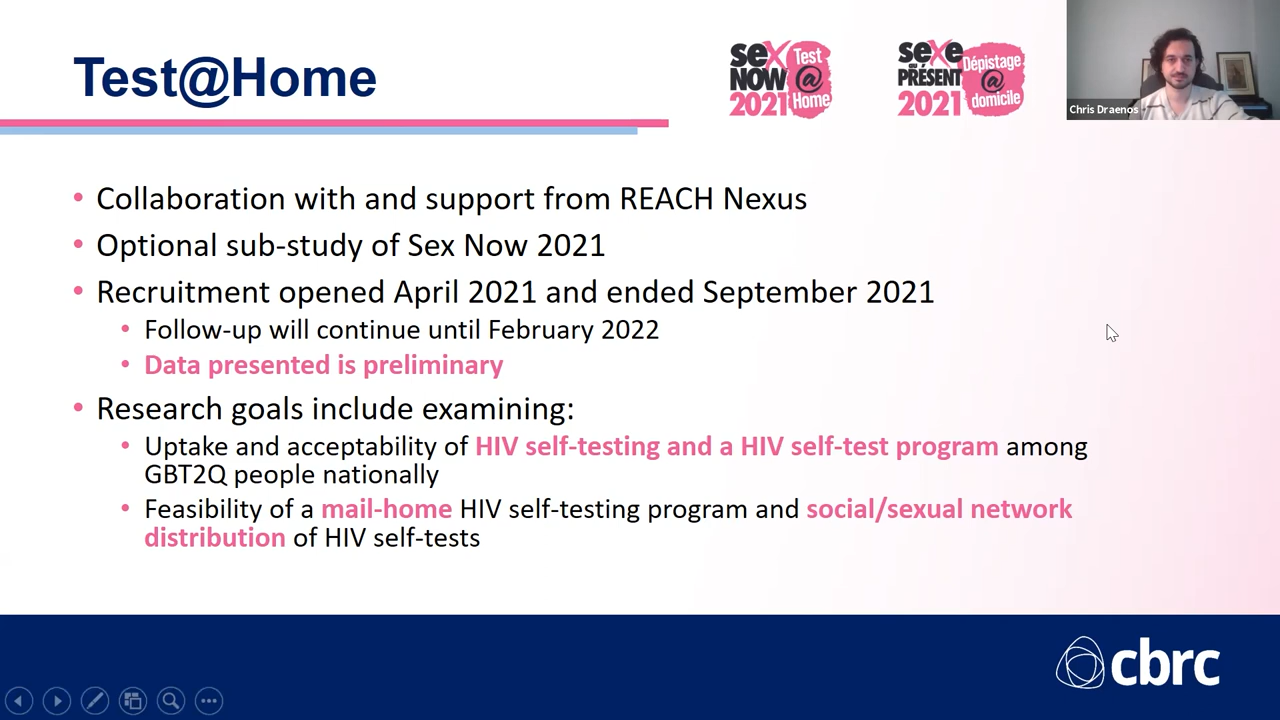 Test@Home
sex
NOW
2021
Test
@
Home
sexe
au
PRÉSENT
2021
Dépistage
@
domicile
Chris Draenos
• Collaboration with and support from REACH Nexus
• Optional sub-study of Sex Now 2021
• Recruitment opened April 2021 and ended September 2021
• Follow-up will continue until February 2022
• Data presented is preliminary
• Research goals include examining:
• Uptake and acceptability of HIV self-testing and a HIV self-test program among
GBT2Q people nationally
• Feasibility of a mail-home HIV self-testing program and social/sexual network
distribution of HIV self-tests
cbrc